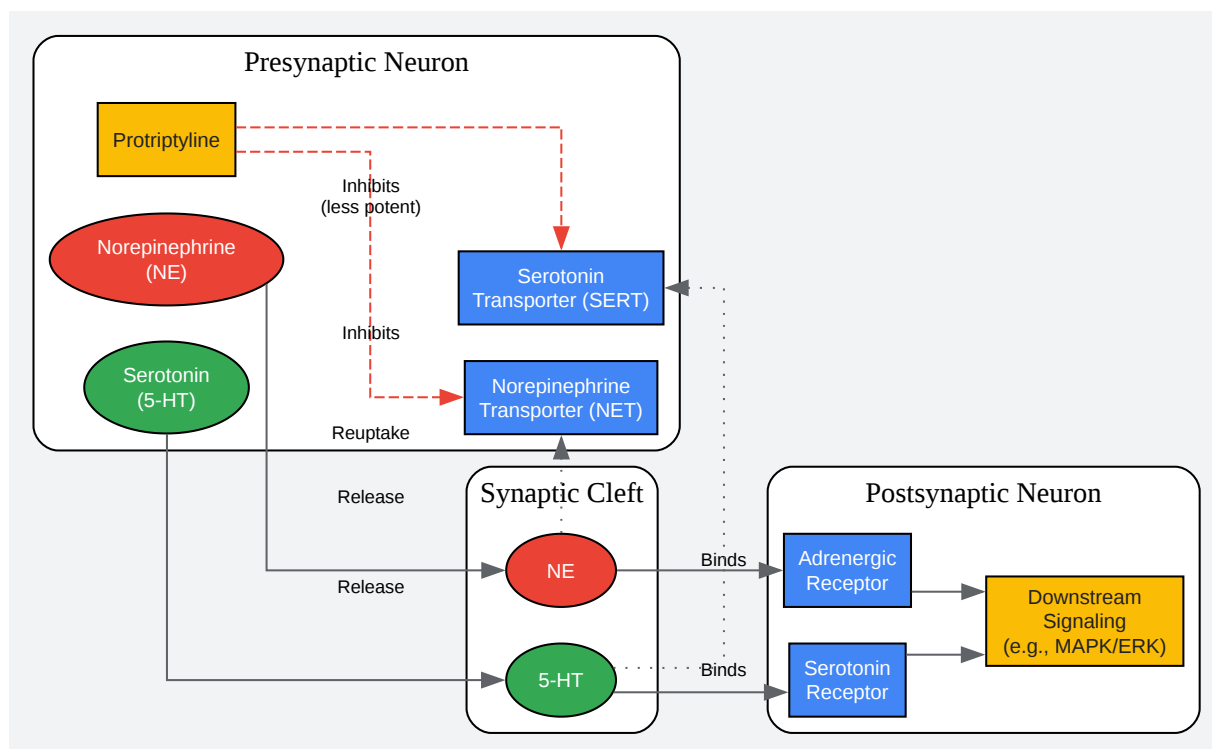 Presynaptic Neuron
Protriptyline
Inhibits
(less potent)
Norepinephrine
(NE)
Serotonin
Transporter (SERT)
Inhibits
Serotonin
(5-HT)
Norepinephrine
Transporter (NET)
Reuptake
Release
Synaptic Cleft
Postsynaptic Neuron
NE
Binds
Adrenergic
Receptor
Release
Downstream
Signaling
(e.g., MAPK/ERK)
5-HT
Binds
Serotonin
Receptor